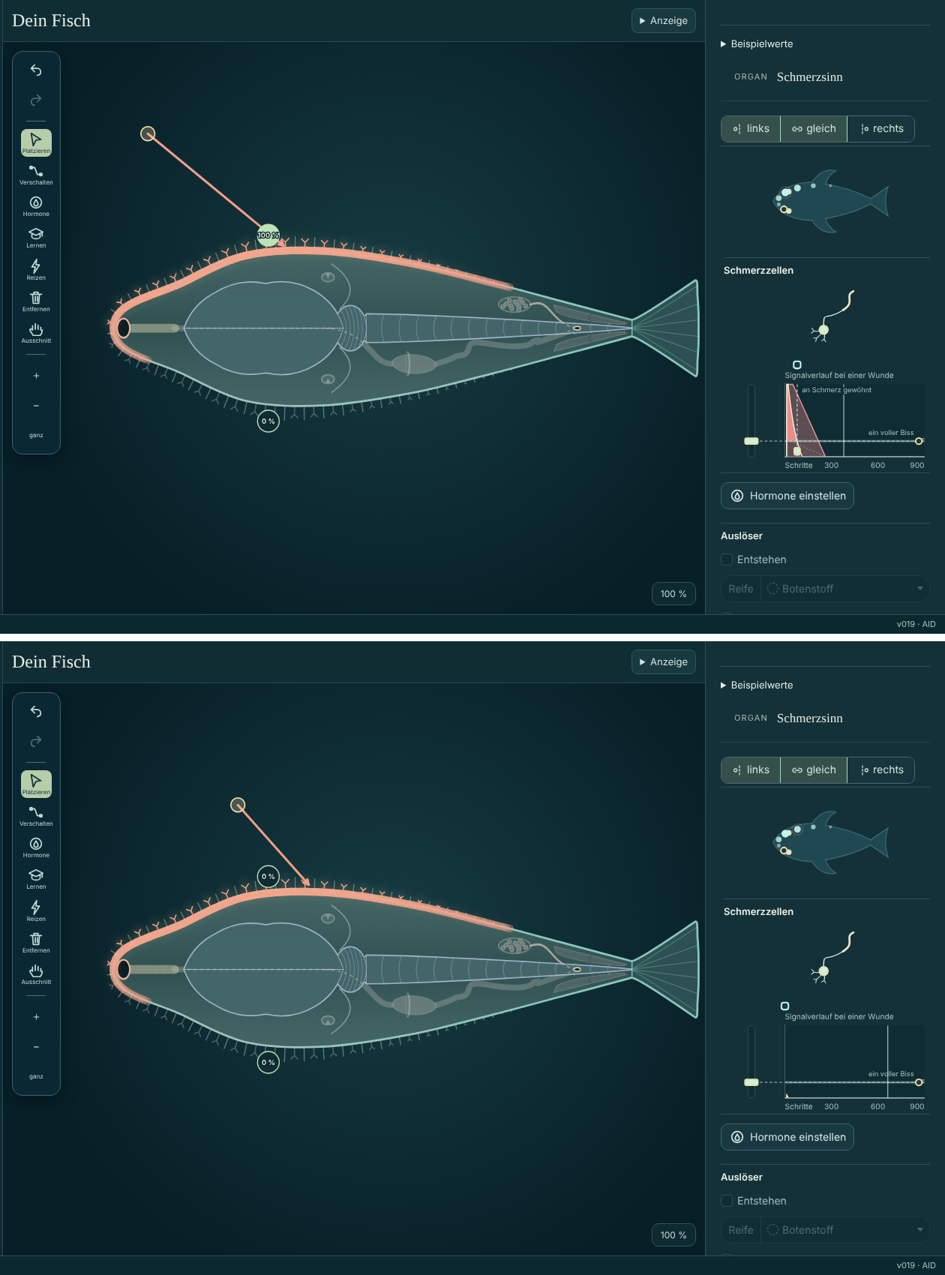 Dein Fisch
Anzeige
Platzieren
Verschalten
Hormone
Lernen
Reizen
Entfernen
Ausschnitt
+
−
ganz
100 %
0 %
100 %
Beispielwerte
ORGAN Schmerzsinn
links gleich rechts
Schmerzzellen
Signalverlauf bei einer Wunde
an Schmerz gewöhnt
ein voller Biss
Schritte 300 600 900
Hormone einstellen
Auslöser
Entstehen
Reife Botenstoff
v019 · AID
Dein Fisch
Anzeige
Platzieren
Verschalten
Hormone
Lernen
Reizen
Entfernen
Ausschnitt
+
−
ganz
0 %
0 %
100 %
Beispielwerte
ORGAN Schmerzsinn
links gleich rechts
Schmerzzellen
Signalverlauf bei einer Wunde
ein voller Biss
Schritte 300 600 900
Hormone einstellen
Auslöser
Entstehen
Reife Botenstoff
v019 · AID